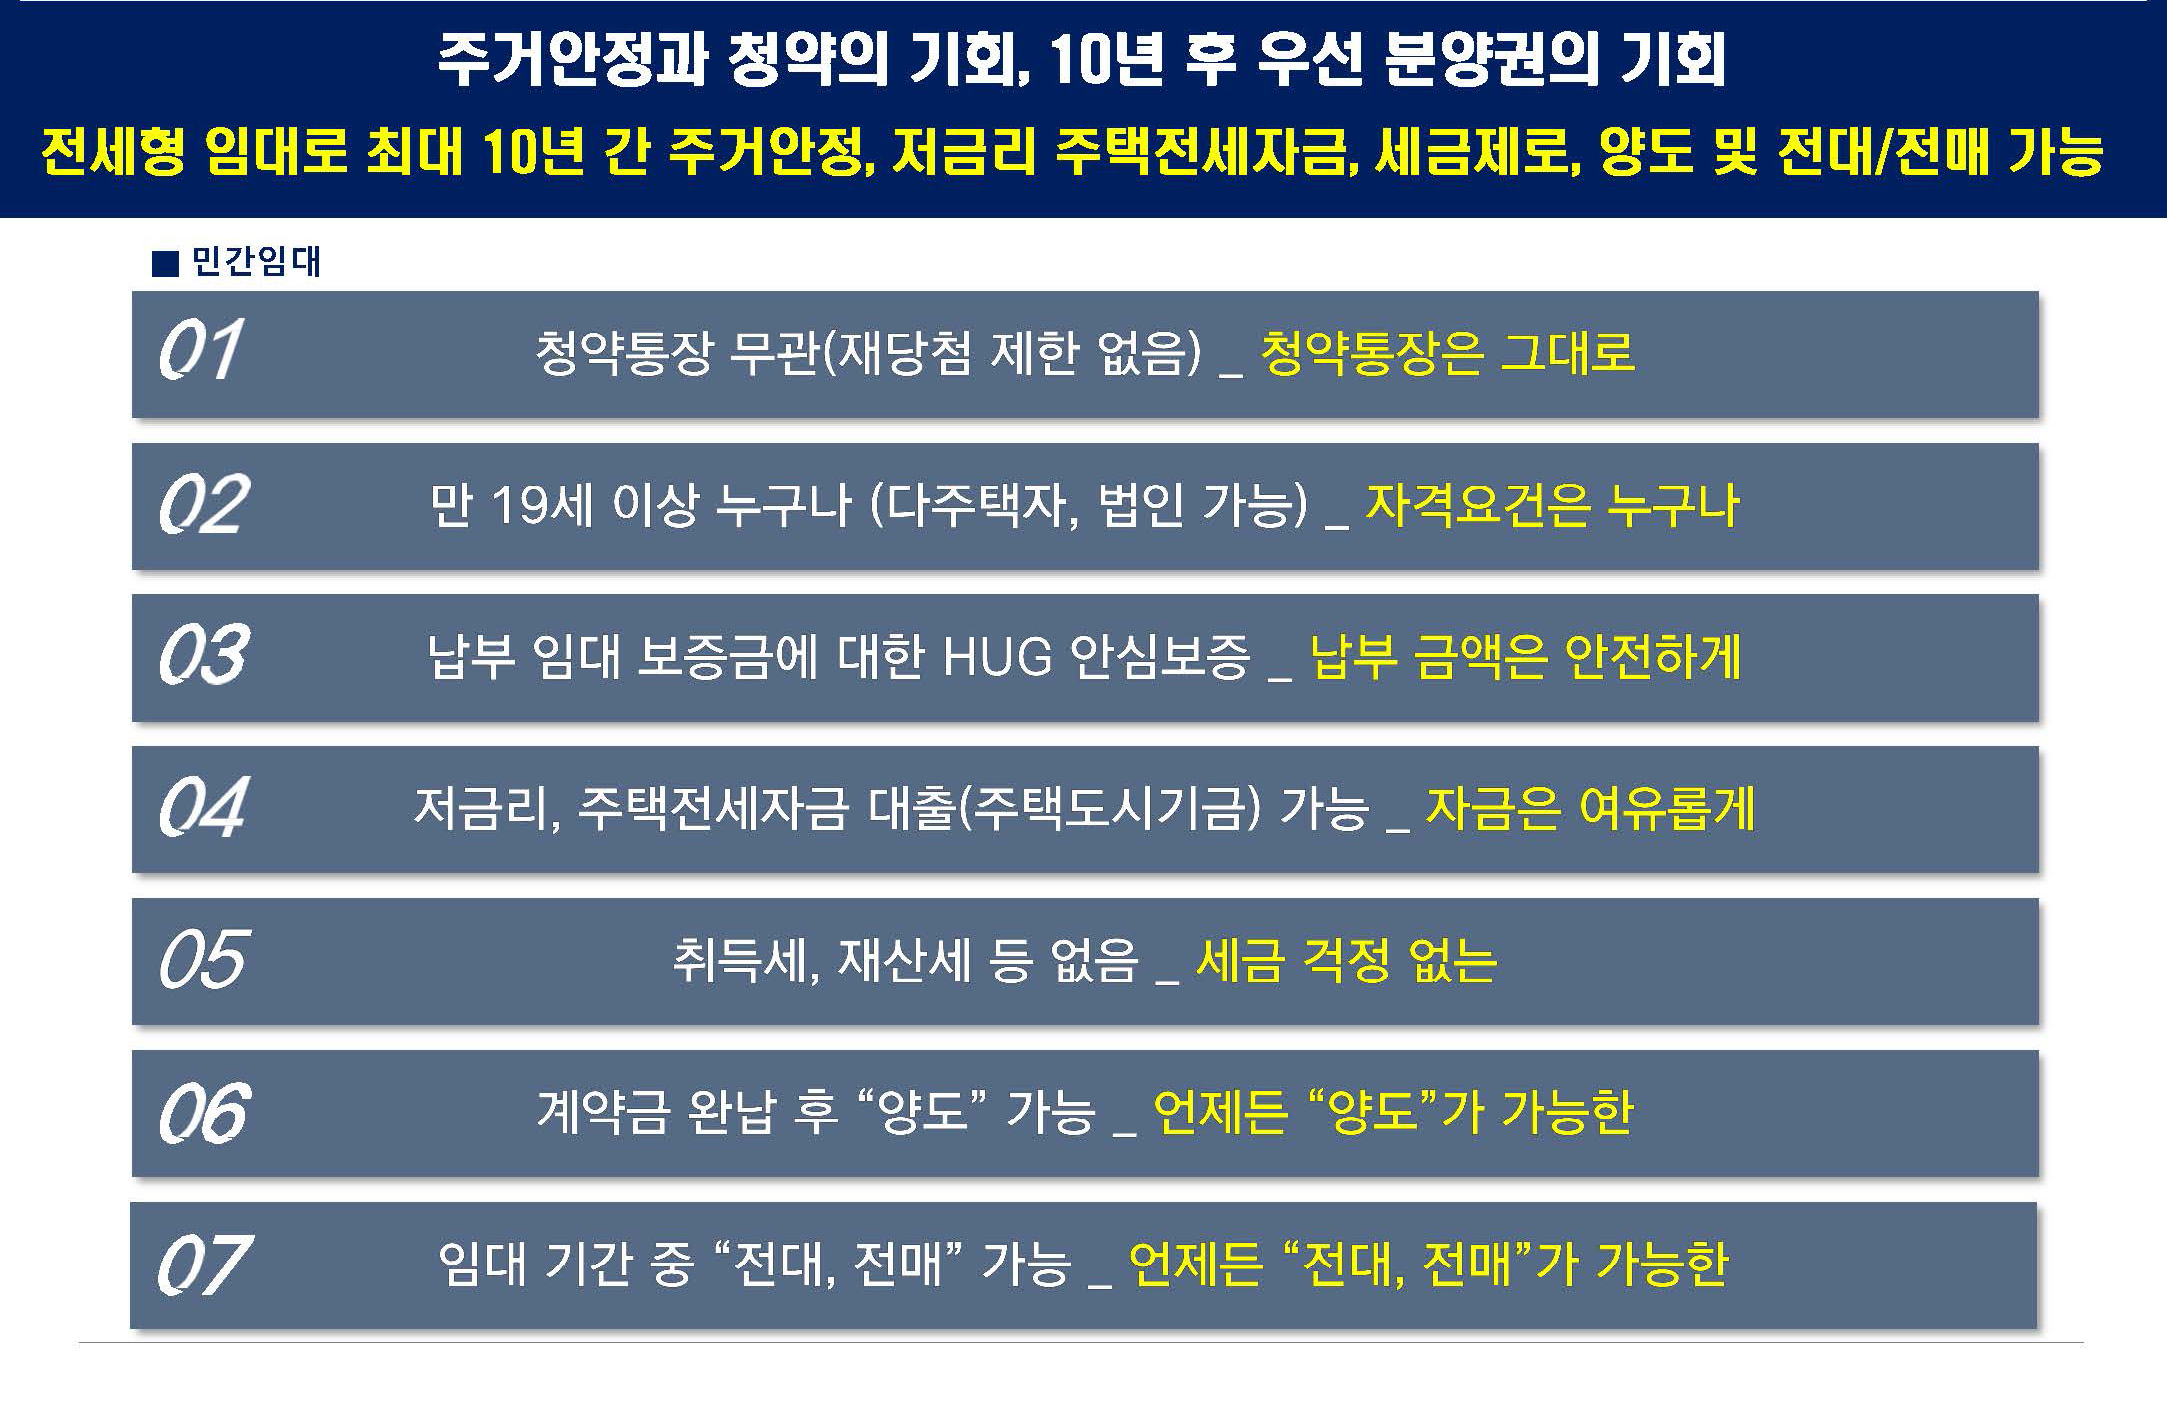 주거안정과 청약의 기회, 10년 후 우선 분양권의 기회
전세형 임대로 최대 10년 간 주거안정, 저금리 주택전세자금, 세금제로, 양도 및 전대/전매 가능
■ 민간임대
01 청약통장 무관(재당첨 제한 없음) _ 청약통장은 그대로
02 만 19세 이상 누구나 (다주택자, 법인 가능) _ 자격요건은 누구나
03 납부 임대 보증금에 대한 HUG 안심보증 _ 납부 금액은 안전하게
04 저금리, 주택전세자금 대출(주택도시기금) 가능 _ 자금은 여유롭게
05 취득세, 재산세 등 없음 _ 세금 걱정 없는
06 계약금 완납 후 “양도” 가능 _ 언제든 “양도”가 가능한
07 임대 기간 중 “전대, 전매” 가능 _ 언제든 “전대, 전매”가 가능한